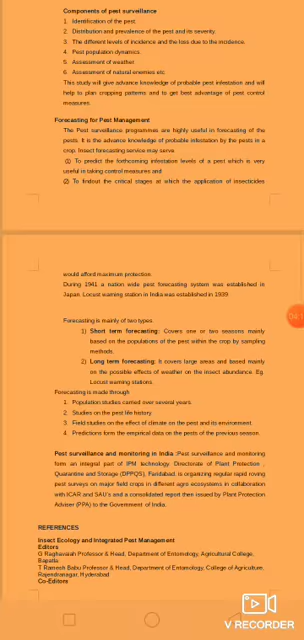 Components of pest surveillance
1. Identification of the pest.
2. Distribution and prevalence of the pest and its severity.
3. The different levels of incidence and the loss due to the incidence.
4. Pest population dynamics.
5. Assessment of weather
6. Assessment of natural enemies etc
This study will give advance knowledge of probable pest infestation and will
help to plan cropping patterns and to get best advantage of pest control
measures.
Forecasting for Pest Management
The Pest surveillance programmes are highly useful in forecasting of the
pests. It is the advance knowledge of probable infestation by the pests in a
crop. Insect forecasting service may serve
(1) To predict the forthcoming infestation levels of a pest which is very
useful in taking control measures and
(2) To findout the critical stages at which the application of insecticides
would afford maximum protection
During 1941 a nation wide pest forecasting system was established in
Japan. Locust warning station in India was established in 1939
Forecasting is mainly of two types.
1) Short term forecasting: Covers one or two seasons mainly
based on the populations of the pest within the crop by sampling
methods.
2) Long term forecasting: It covers large areas and based mainly
on the possible effects of weather on the insect abundance. Eg.
Locust warning stations.
Forecasting is made through
1. Population studies carried over several years.
2. Studies on the pest life history.
3. Field studies on the effect of climate on the pest and its environment.
4. Predictions form the empirical data on the pests of the previous season.
Pest surveillance and monitoring in India :Pest surveillance and monitoring
form an integral part of IPM technology. Directorate of Plant Protection ,
Quarantine and Storage (DPPQS), Faridabad, is organizing regular rapid roving
pest surveys on major field crops in different agro ecosystems in collaboration
with ICAR and SAU's and a consolidated report then issued by Plant Protection
Adviser (PPA) to the Government of India.
REFERENCES
Insect Ecology and Integrated Pest Management
Editors
G Raghavaiah Professor & Head, Department of Entomology, Agricultural College,
Bapatla
T Ramesh Babu Professor & Head, Department of Entomology, College of Agriculture,
Rajendranagar, Hyderabad
Co-Editors
V RECORDER